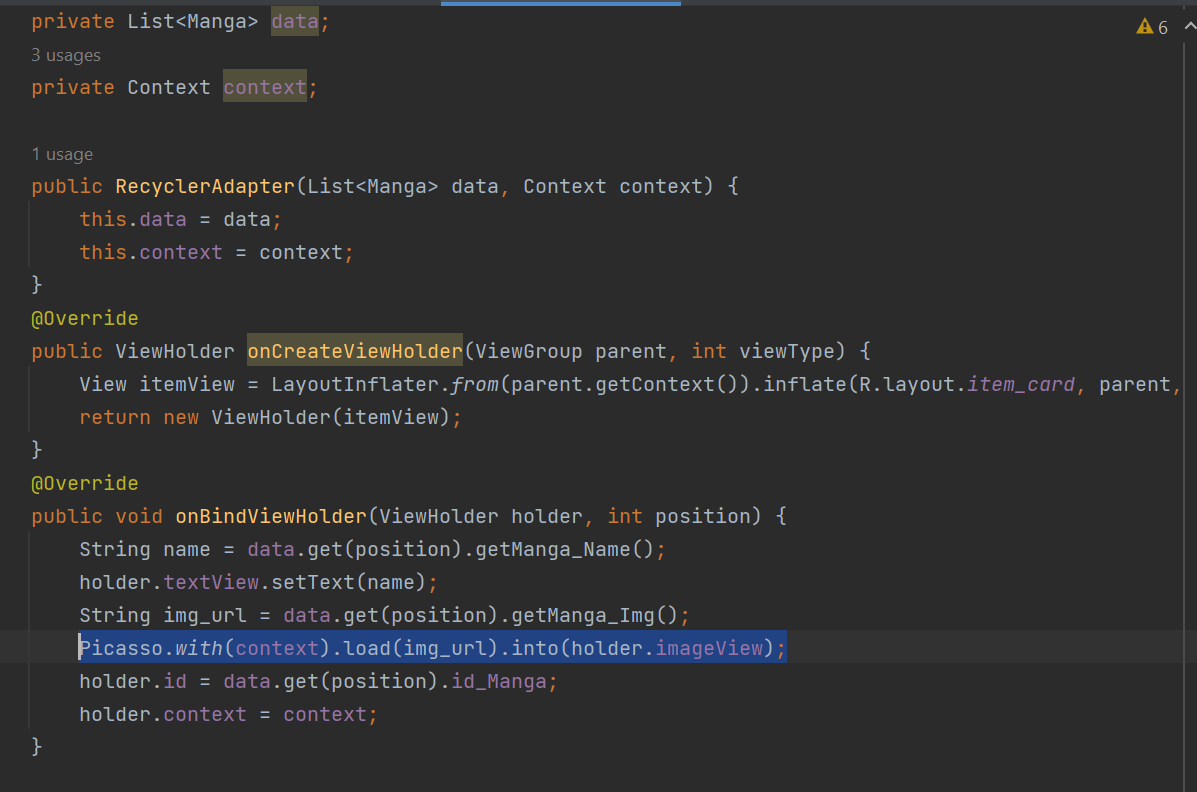 private List<Manga> data;
6
3 usages
private Context context;
1 usage
public RecyclerAdapter(List<Manga> data, Context context) {
this.data = data;
this.context = context;
}
@Override
public ViewHolder onCreateViewHolder(ViewGroup parent, int viewType) {
View itemView = LayoutInflater.from(parent.getContext()).inflate(R.layout.item_card, parent,
return new ViewHolder(itemView);
}
@Override
public void onBindViewHolder(ViewHolder holder, int position) {
String name = data.get(position).getManga_Name();
holder.textView.setText(name);
String img_url = data.get(position).getManga_Img();
Picasso.with(context).load(img_url).into(holder.imageView);
holder.id = data.get(position).id_Manga;
holder.context = context;
}